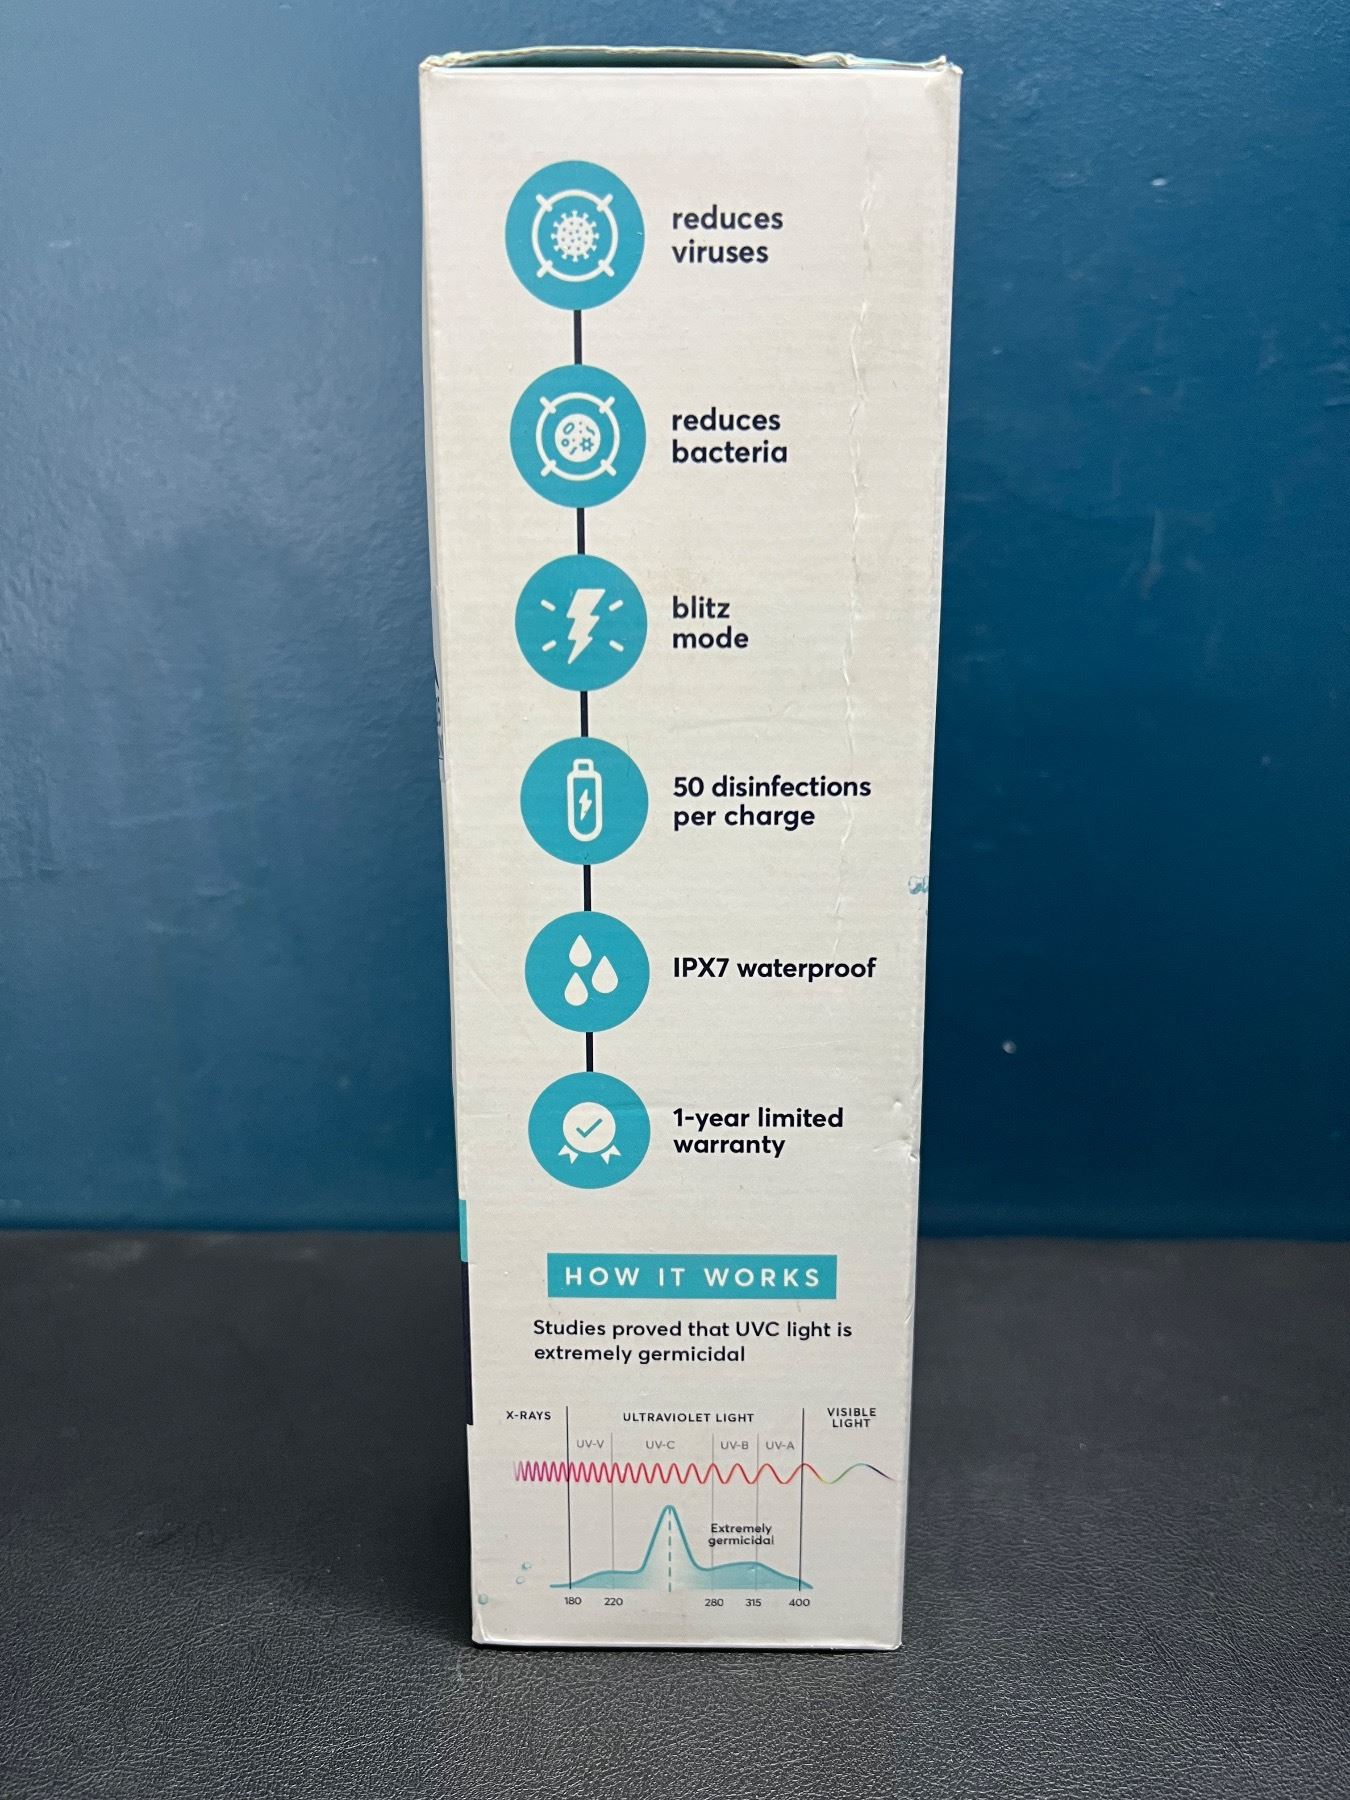 reduces
viruses
reduces
bacteria
blitz
mode
50 disinfections
per charge
IPX7 waterproof
1-year limited
warranty
HOW IT WORKS
Studies proved that UVC light is
extremely germicidal
X-RAYS
ULTRAVIOLET LIGHT
VISIBLE
LIGHT
UV-V
UV-C
UV-B
UV-A
Extremely
germicidal
180
220
280
315
400